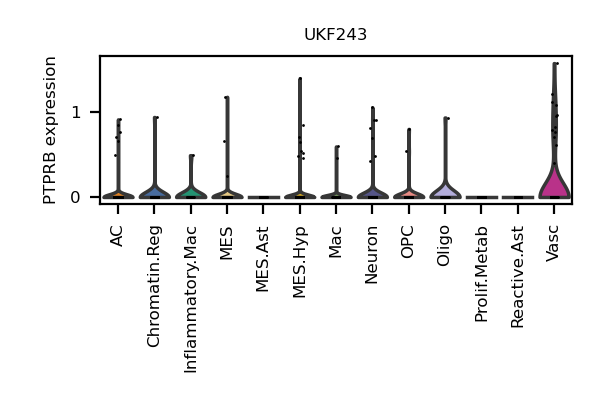 UKF243
PTPRB expression
1
0
AC
Chromatin.Reg
Inflammatory.Mac
MES
MES.Ast
MES.Hyp
Mac
Neuron
OPC
Oligo
Prolif.Metab
Reactive.Ast
Vasc